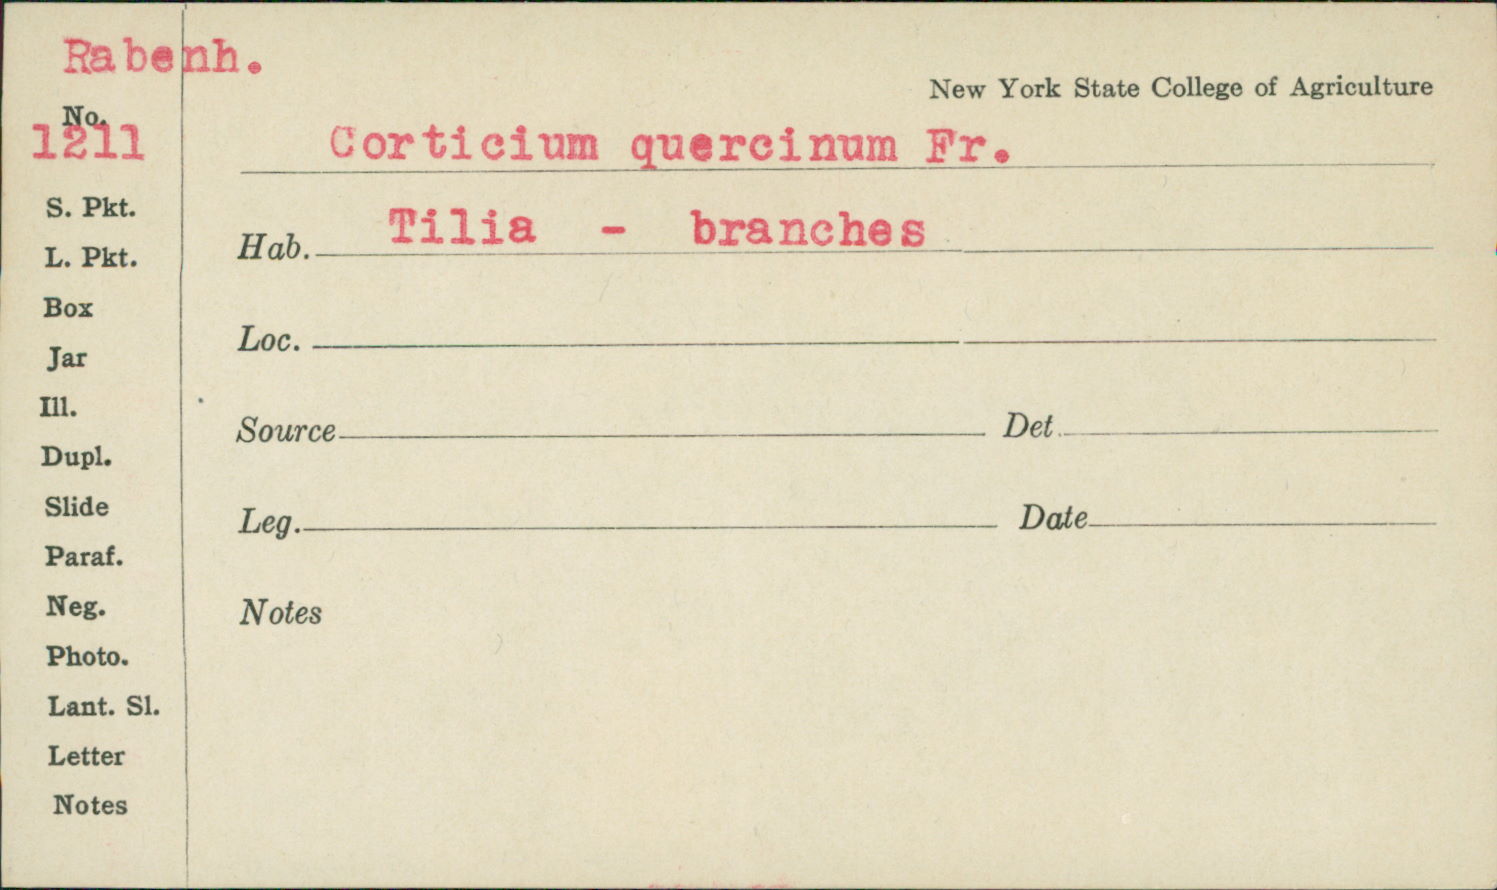 Rabenh.
New York State College of Agriculture
No.
1211
Corticium quercinum Fr.
S. Pkt.
Hab. Tilia - branches
L. Pkt.
Box
Loc.
Jar
Ill.
Source Det.
Dupl.
Slide
Leg. Date
Paraf.
Neg.
Notes
Photo.
Lant. Sl.
Letter
Notes